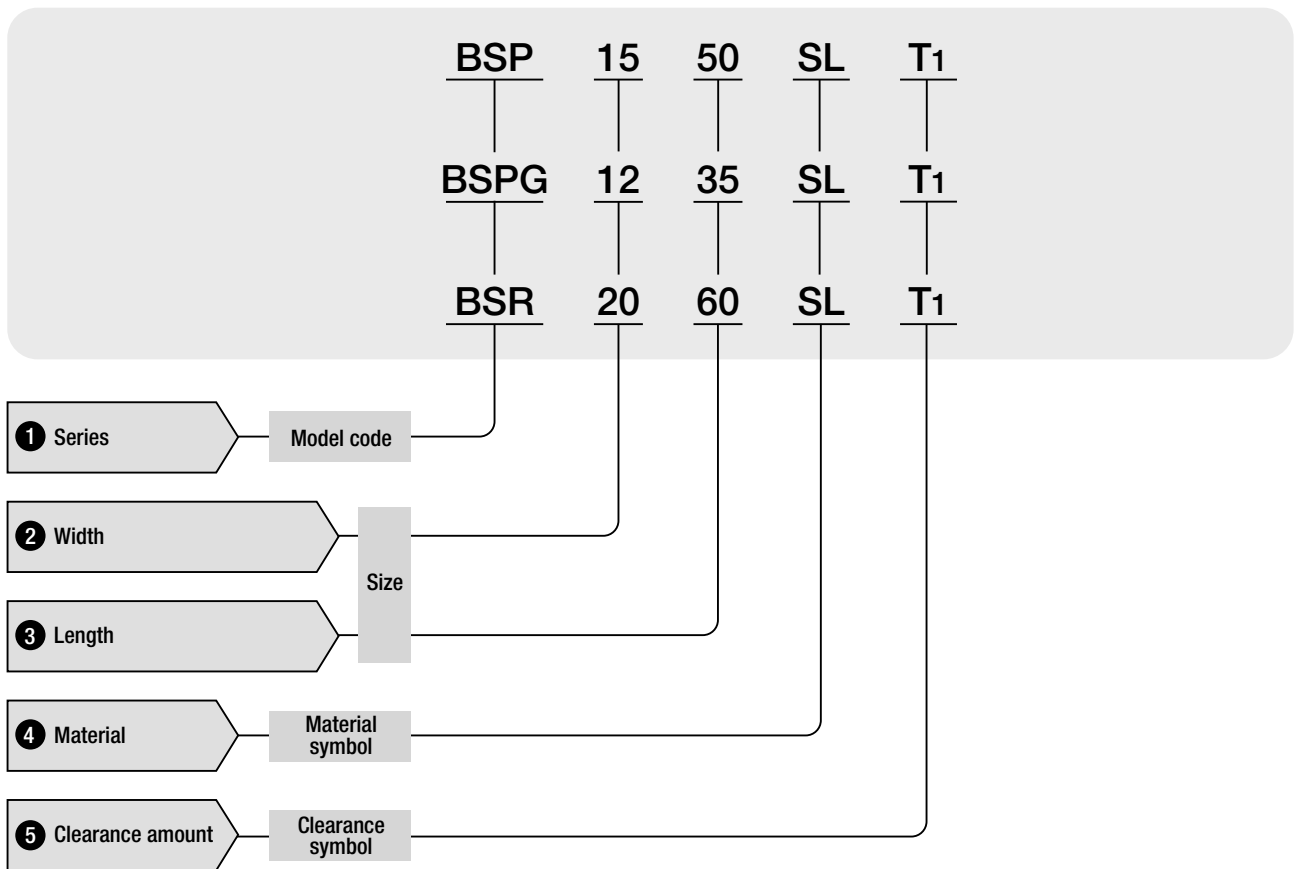 BSP 15 50 SL T1
BSPG 12 35 SL T1
BSR 20 60 SL T1
1 Series
Model code
2 Width
Size
3 Length
4 Material
Material
symbol
5 Clearance amount
Clearance
symbol